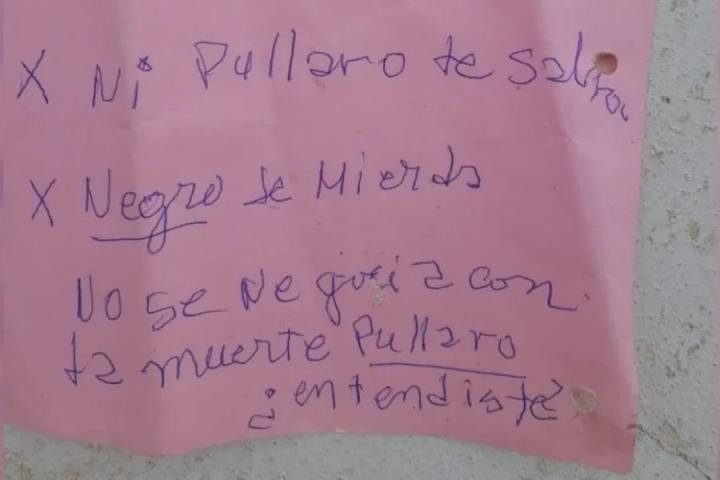 X Ni Pullaro te salva
X Negro de Mierda
No se Negocia con
la muerte Pullaro
¿entendiste?